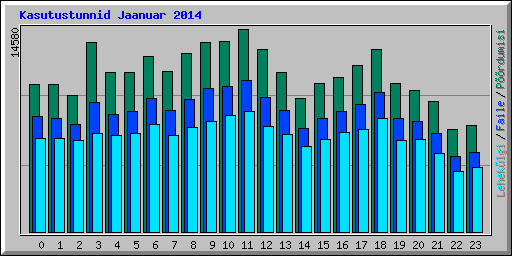 Kasutustunnid Jaanuar 2014
14580
0 1 2 3 4 5 6 7 8 9 10 11 12 13 14 15 16 17 18 19 20 21 22 23
Lehekülgi / Faile / Pöördumisi